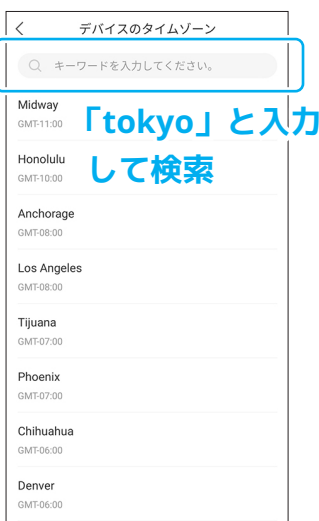 デバイスのタイムゾーン
キーワードを入力してください。
Midway
GMT-11:00
「tokyo」と入力
して検索
Honolulu
GMT-10:00
Anchorage
GMT-08:00
Los Angeles
GMT-08:00
Tijuana
GMT-07:00
Phoenix
GMT-07:00
Chihuahua
GMT-06:00
Denver
GMT-06:00